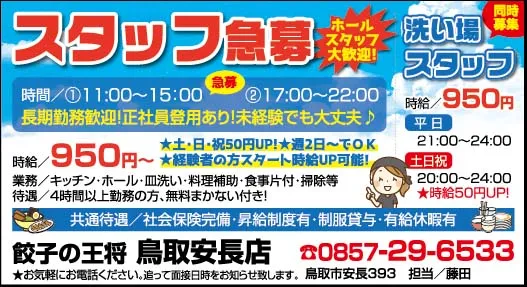 スタッフ急募
ホールスタッフ大歓迎!
急募
時間/①11:00〜15:00 ②17:00〜22:00
長期勤務歓迎!正社員登用あり!未経験でも大丈夫♪
時給/950円〜
★土・日・祝50円UP!★週2日〜でOK
★経験者の方スタート時給UP可能!
業務/キッチン・ホール・皿洗い・料理補助・食事片付・掃除等
待遇/4時間以上勤務の方、無料まかない付き!
同時募集
洗い場スタッフ
時給/950円
平日
21:00〜24:00
土日祝
20:00〜24:00
★時給50円UP!
共通待遇/社会保険完備・昇給制度有・制服貸与・有給休暇有
餃子の王将 鳥取安長店 ☎0857-29-6533
★お気軽にお電話ください。追って面接日時をお知らせ致します。 鳥取市安長393 担当/藤田